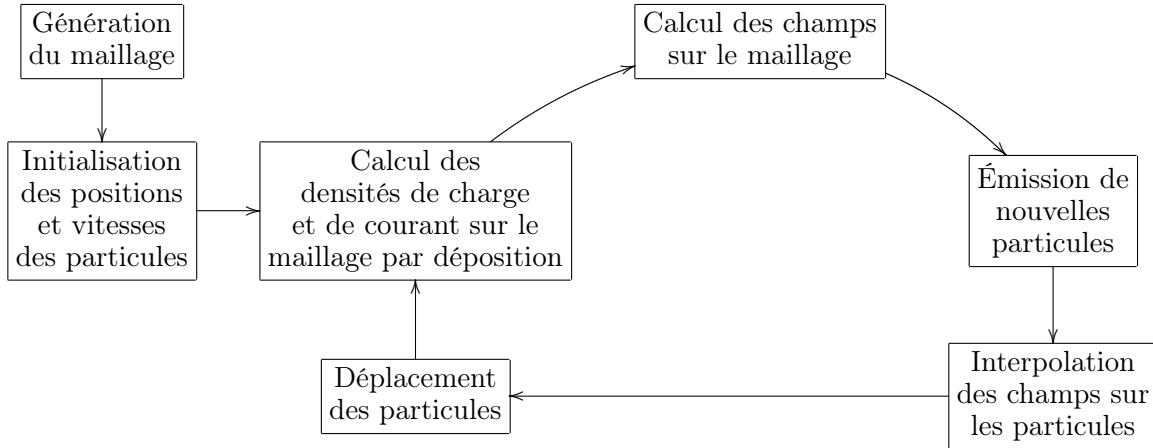 Génération
du maillage
Initialisation
des positions
et vitesses
des particules
Calcul des
densités de charge
et de courant sur le
maillage par déposition
Calcul des champs
sur le maillage
Émission de
nouvelles
particules
Interpolation
des champs sur
les particules
Déplacement
des particules